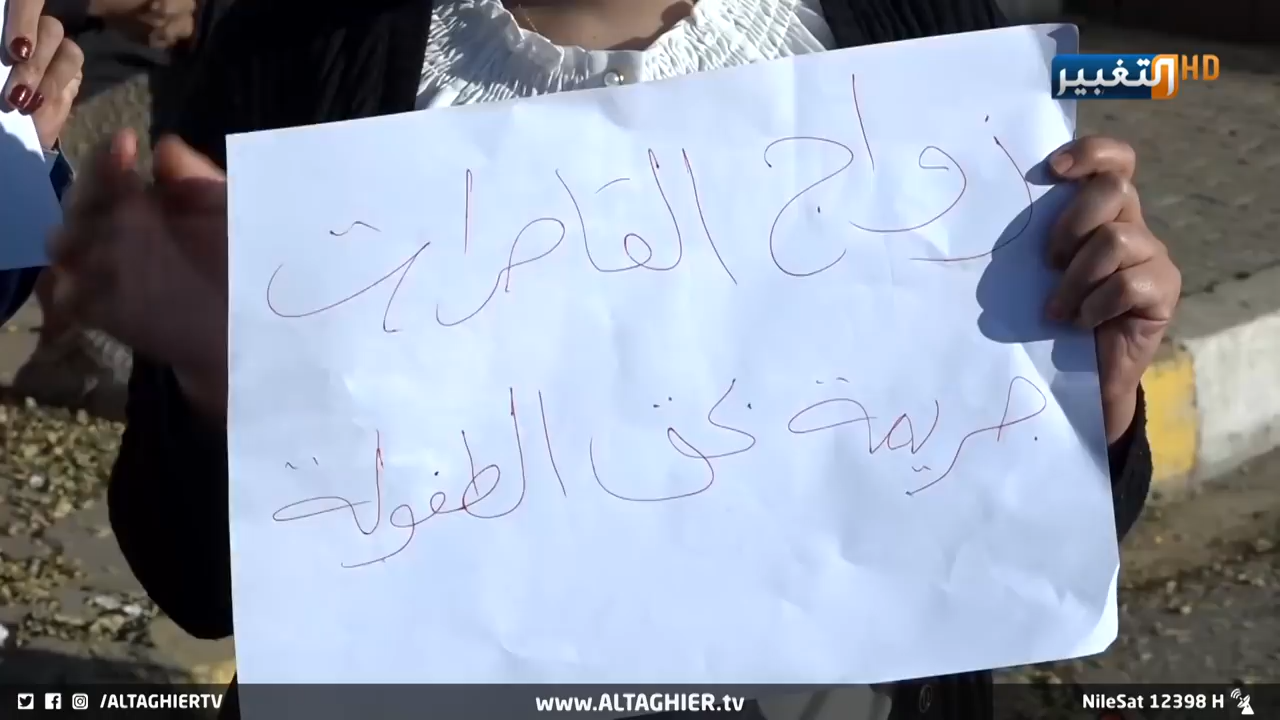 التغيير HD
زواج القاصرات
جريمة بحق الطفولة
/ALTAGHIERTV
www.ALTAGHIER.tv
NileSat 12398 H